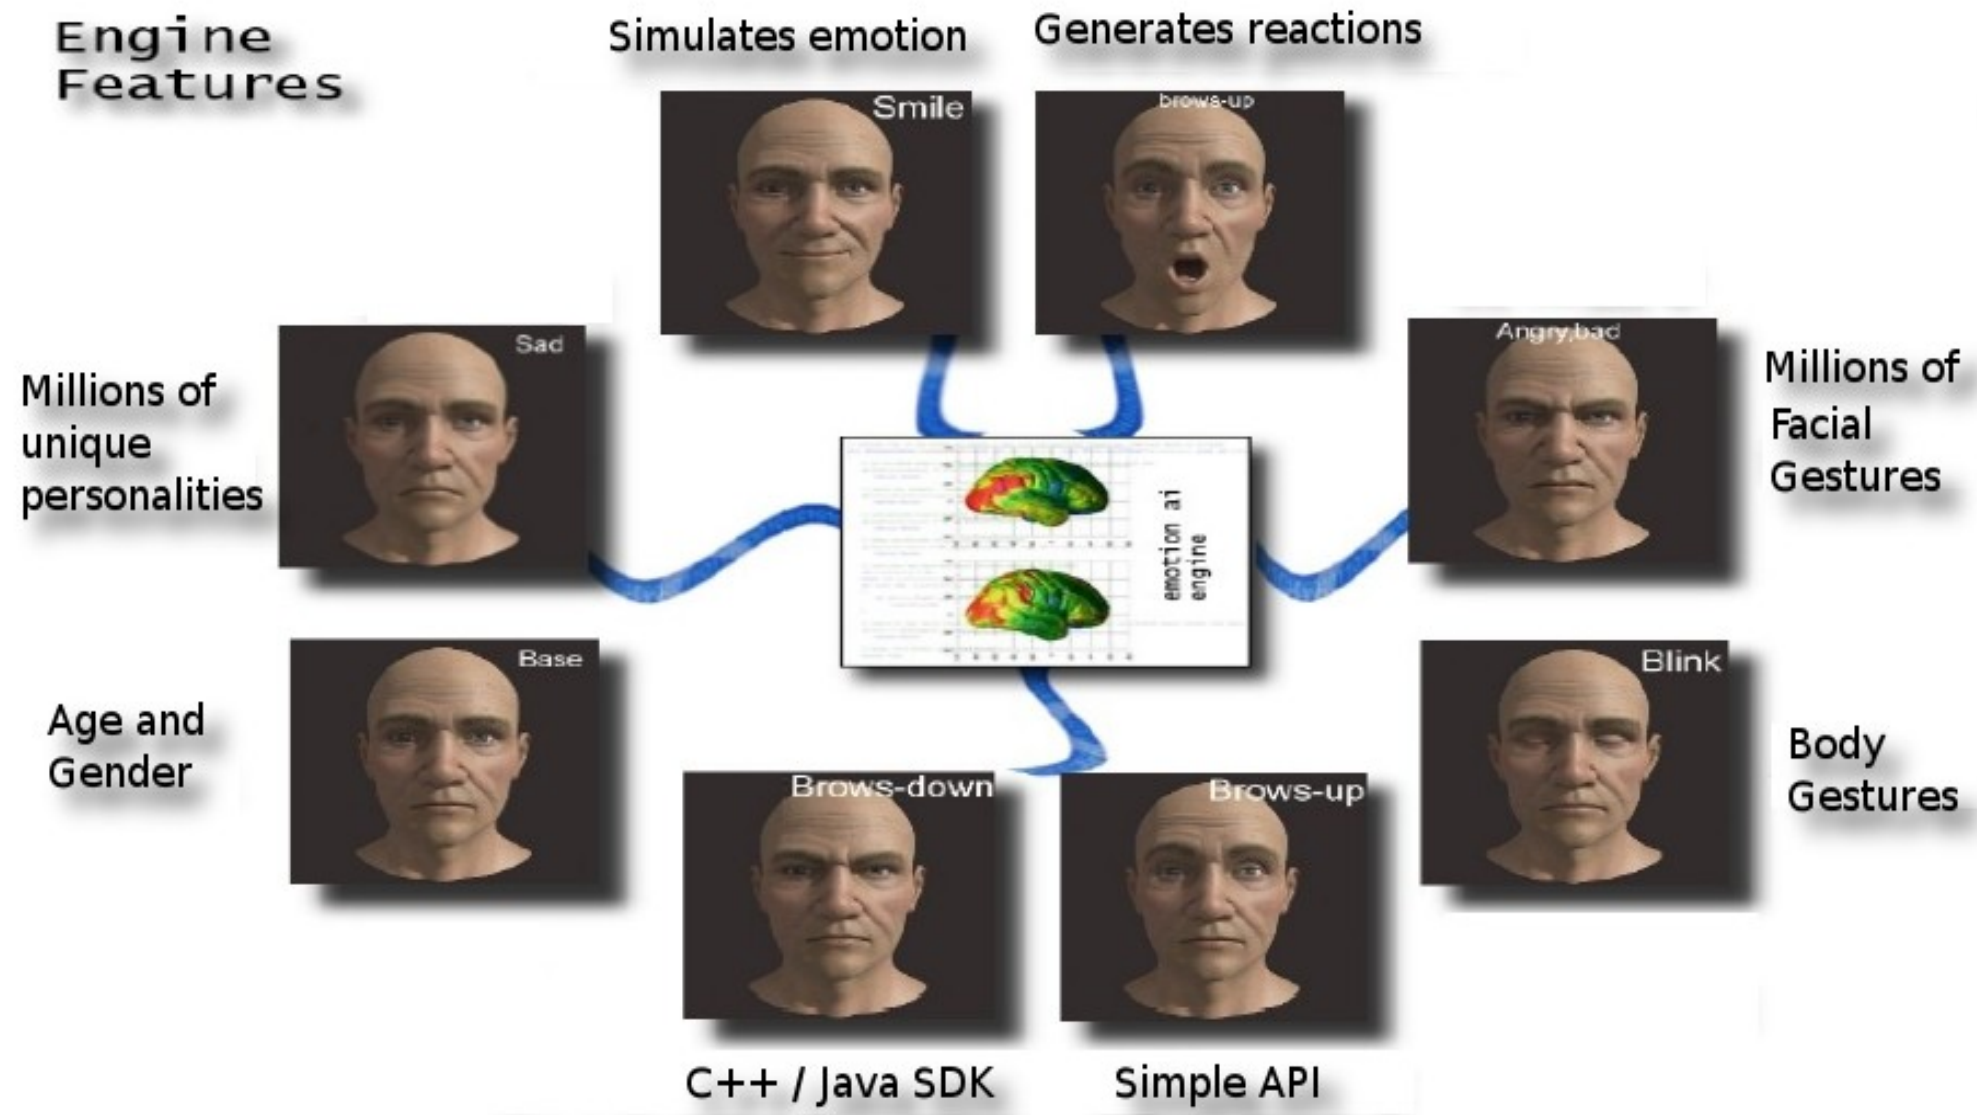 Engine
Features
Simulates emotion
Generates reactions
Smile
brows-up
Sad
Angry,bad
Millions of
unique
personalities
Millions of
Facial
Gestures
emotion ai
engine
Base
Blink
Age and
Gender
Body
Gestures
Brows-down
Brows-up
C++ / Java SDK
Simple API